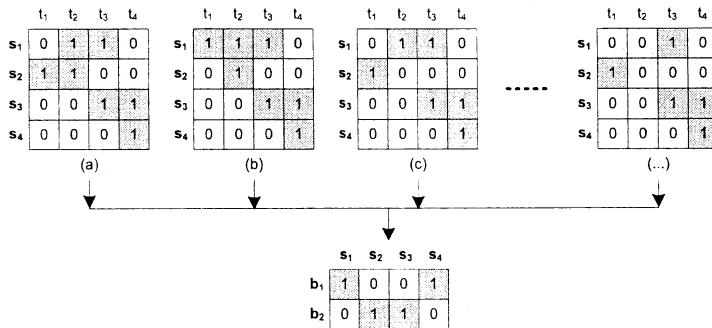 t1 t2 t3 t4 t1 t2 t3 t4 t1 t2 t3 t4 t1 t2 t3 t4
s1 0 1 1 0 s1 1 1 1 0 s1 0 1 1 0 s1 0 0 1 0
s2 1 1 0 0 s2 0 1 0 0 s2 1 0 0 0 s2 1 0 0 0
s3 0 0 1 1 s3 0 0 1 1 s3 0 0 1 1 s3 0 0 1 1
s4 0 0 0 1 s4 0 0 0 1 s4 0 0 0 1 s4 0 0 0 1
(a) (b) (c) (...)
s1 s2 s3 s4
b1 1 0 0 1
b2 0 1 1 0